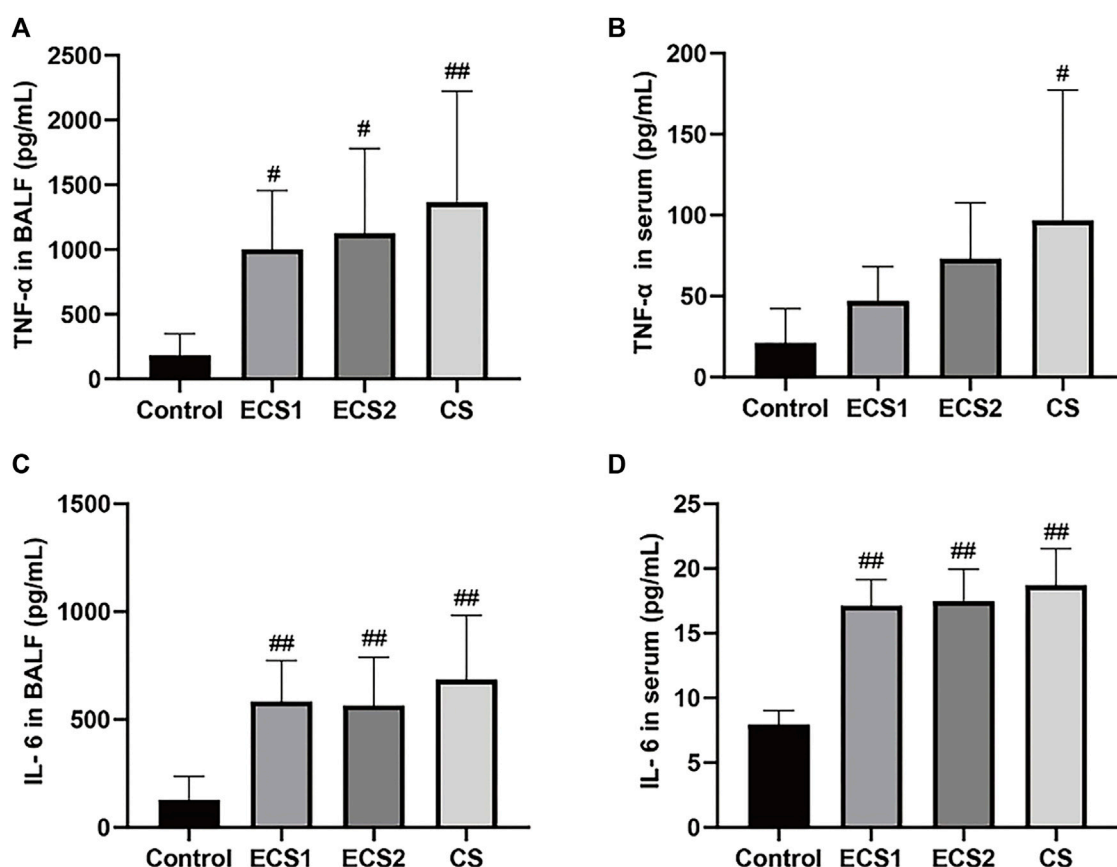 A
TNF-α in BALF (pg/mL)
2500
2000
1500
1000
500
0
#
#
##
Control ECS1 ECS2 CS
B
TNF-α in serum (pg/mL)
200
150
100
50
0
#
Control ECS1 ECS2 CS
C
IL- 6 in BALF (pg/mL)
1500
1000
500
0
##
##
##
Control ECS1 ECS2 CS
D
IL- 6 in serum (pg/mL)
25
20
15
10
5
0
##
##
##
Control ECS1 ECS2 CS